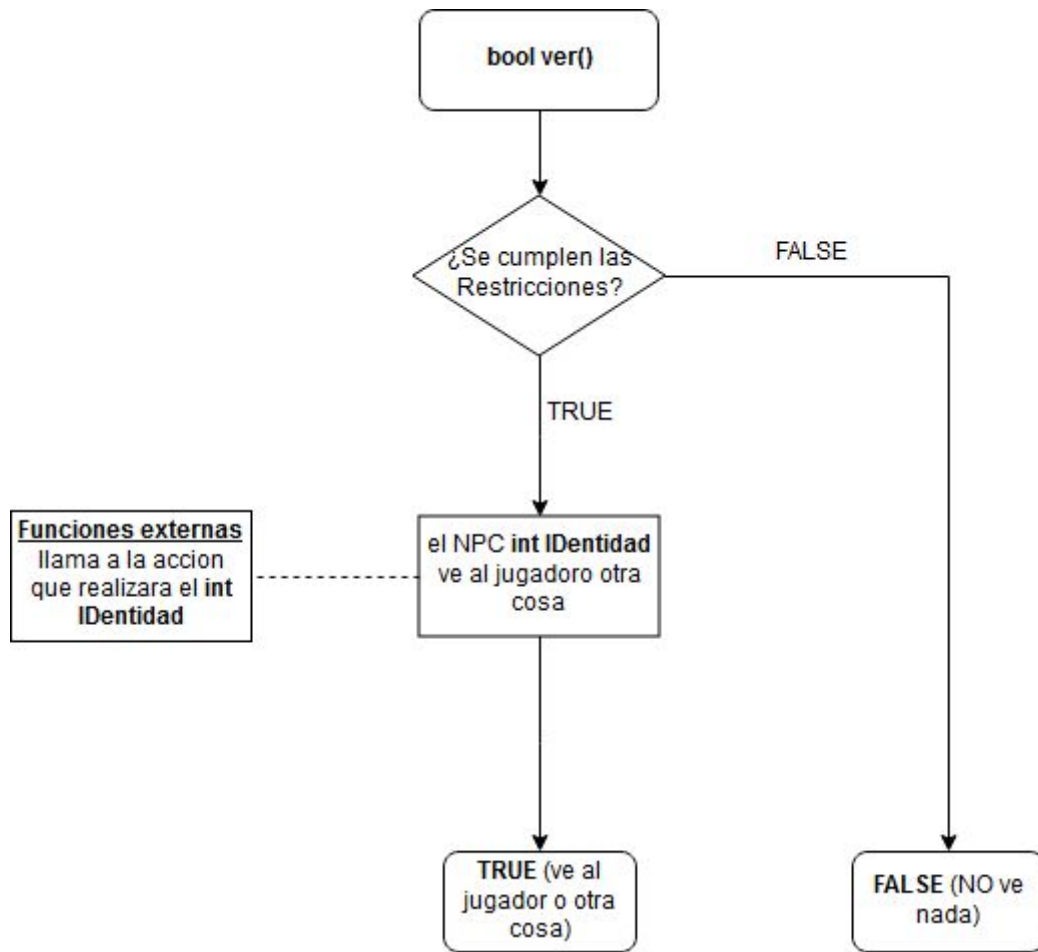 bool ver()
¿Se cumplen las
Restricciones?
FALSE
TRUE
Funciones externas
llama a la accion
que realizara el int
IDentidad
el NPC int IDentidad
ve al jugadoro otra
cosa
TRUE (ve al
jugador o otra
cosa)
FALSE (NO ve
nada)